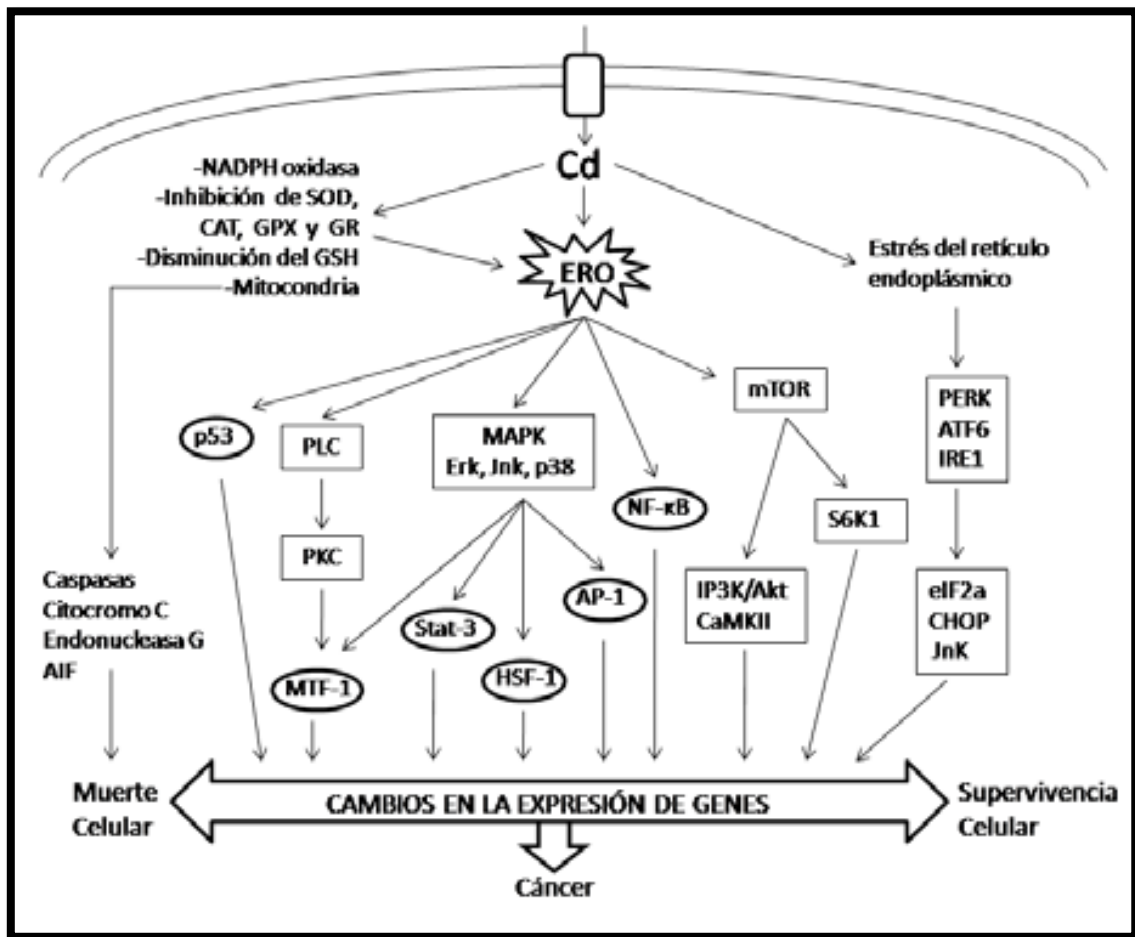 -NADPH oxidasa
-Inhibición de SOD,
CAT, GPX y GR
-Disminución del GSH
-Mitocondria
Cd
ERO
Estrés del retículo
endoplásmico
p53
PLC
PKC
MTF-1
MAPK
Erk, Jnk, p38
Stat-3
HSF-1
AP-1
NF-κB
mTOR
IP3K/Akt
CaMKII
S6K1
PERK
ATF6
IRE1
eIF2a
CHOP
JnK
Caspasas
Citocromo C
Endonucleasa G
AIF
Muerte
Celular
CAMBIOS EN LA EXPRESIÓN DE GENES
Supervivencia
Celular
Cáncer